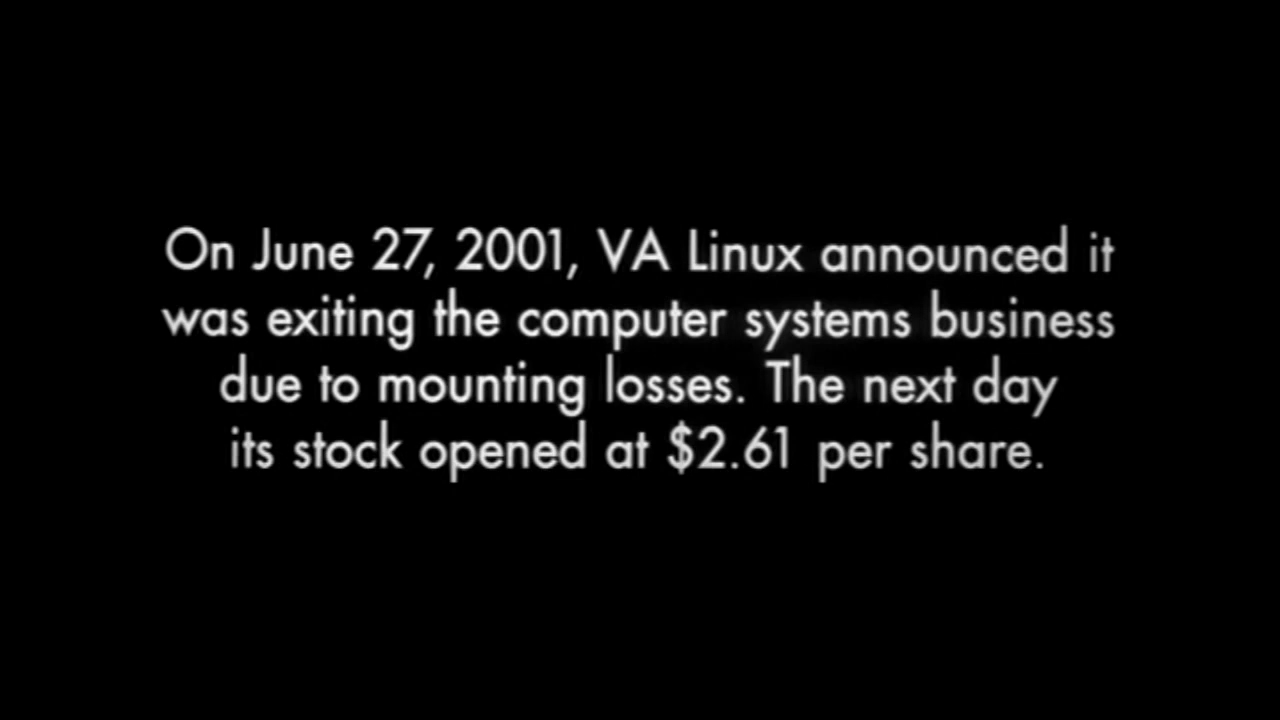 On June 27, 2001, VA Linux announced it
was exiting the computer systems business
due to mounting losses. The next day
its stock opened at $2.61 per share.